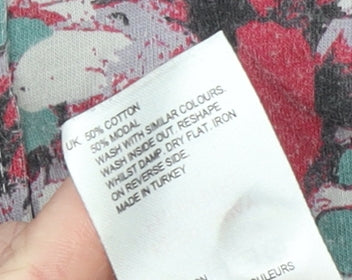 UK 50% COTTON
50% MODAL
WASH WITH SIMILAR COLOURS.
WASH INSIDE OUT. RESHAPE
WHILST DAMP. DRY FLAT. IRON
ON REVERSE SIDE.
MADE IN TURKEY